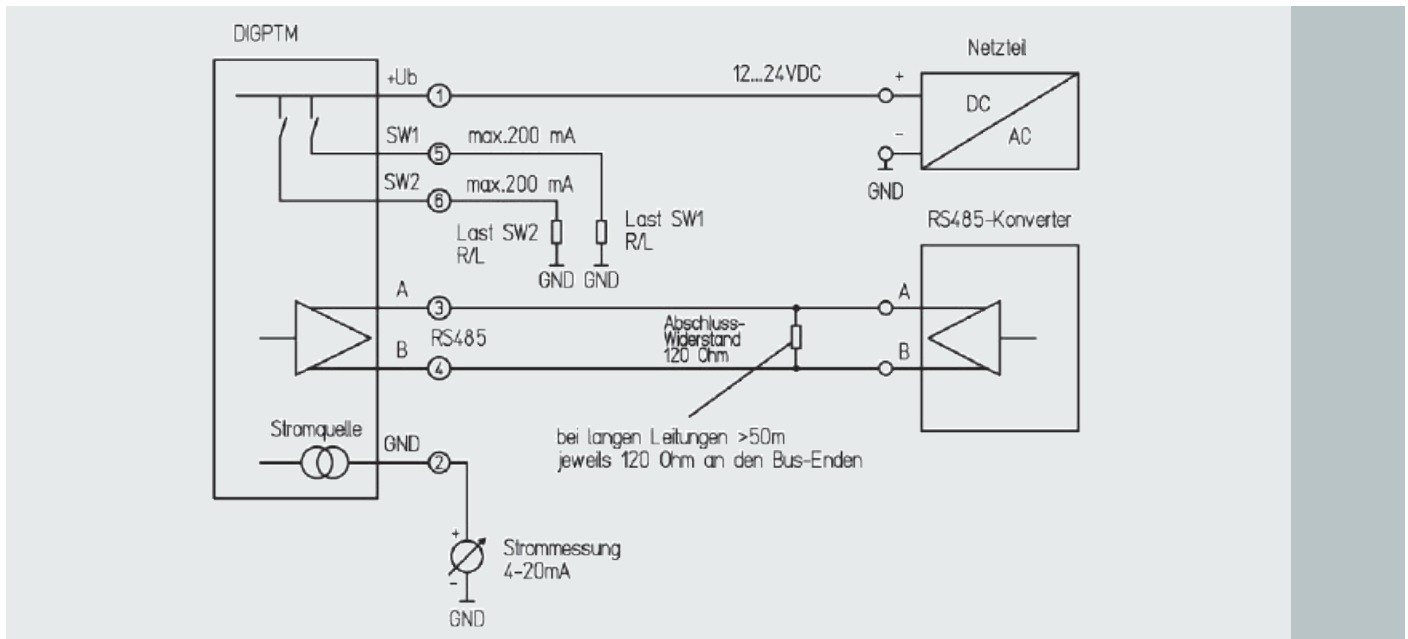 DIGPTM
Netzteil
+Ub
1
12...24VDC
+
DC
AC
-
GND
SW1
5
max.200 mA
SW2
6
max.200 mA
Last SW2
R/L
GND
Last SW1
R/L
GND
RS485-Konverter
A
3
RS485
B
4
Abschluss-
Widerstand
120 Ohm
A
B
bei langen Leitungen >50m
jeweils 120 Ohm an den Bus-Enden
Stromquelle
GND
2
+
-
Strommessung
4-20mA
GND